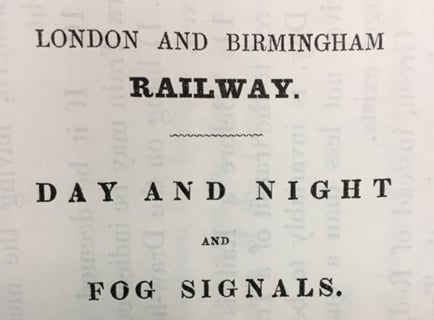 LONDON AND BIRMINGHAM
RAILWAY.
DAY AND NIGHT
AND
FOG SIGNALS.